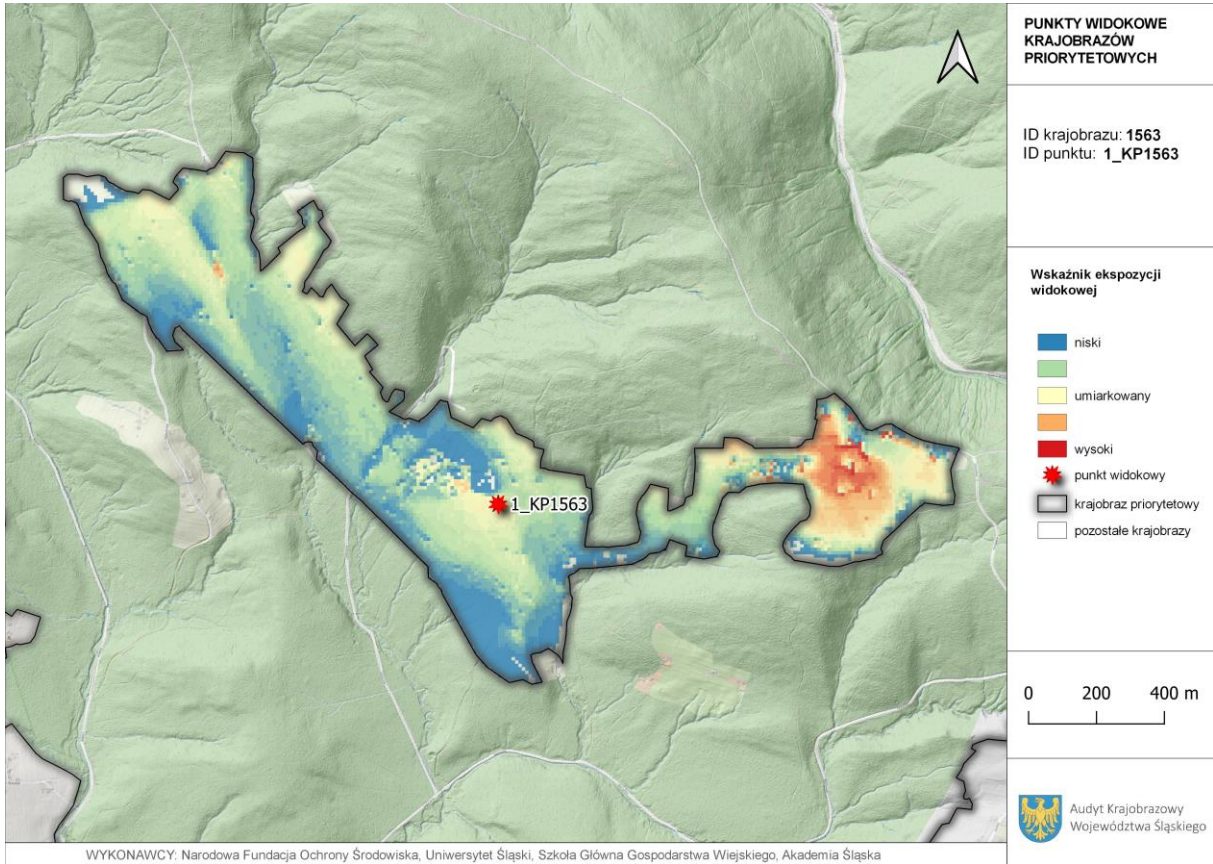 PUNKTY WIDOKOWE
KRAJOBRAZÓW
PRIORYTETOWYCH
ID krajobrazu: 1563
ID punktu: 1_KP1563
Wskaźnik ekspozycji
widokowej
niski
umiarkowany
wysoki
punkt widokowy
krajobraz priorytetowy
pozostałe krajobrazy
1_KP1563
0 200 400 m
Audyt Krajobrazowy
Województwa Śląskiego
WYKONAWCY: Narodowa Fundacja Ochrony Środowiska, Uniwersytet Śląski, Szkoła Główna Gospodarstwa Wiejskiego, Akademia Śląska